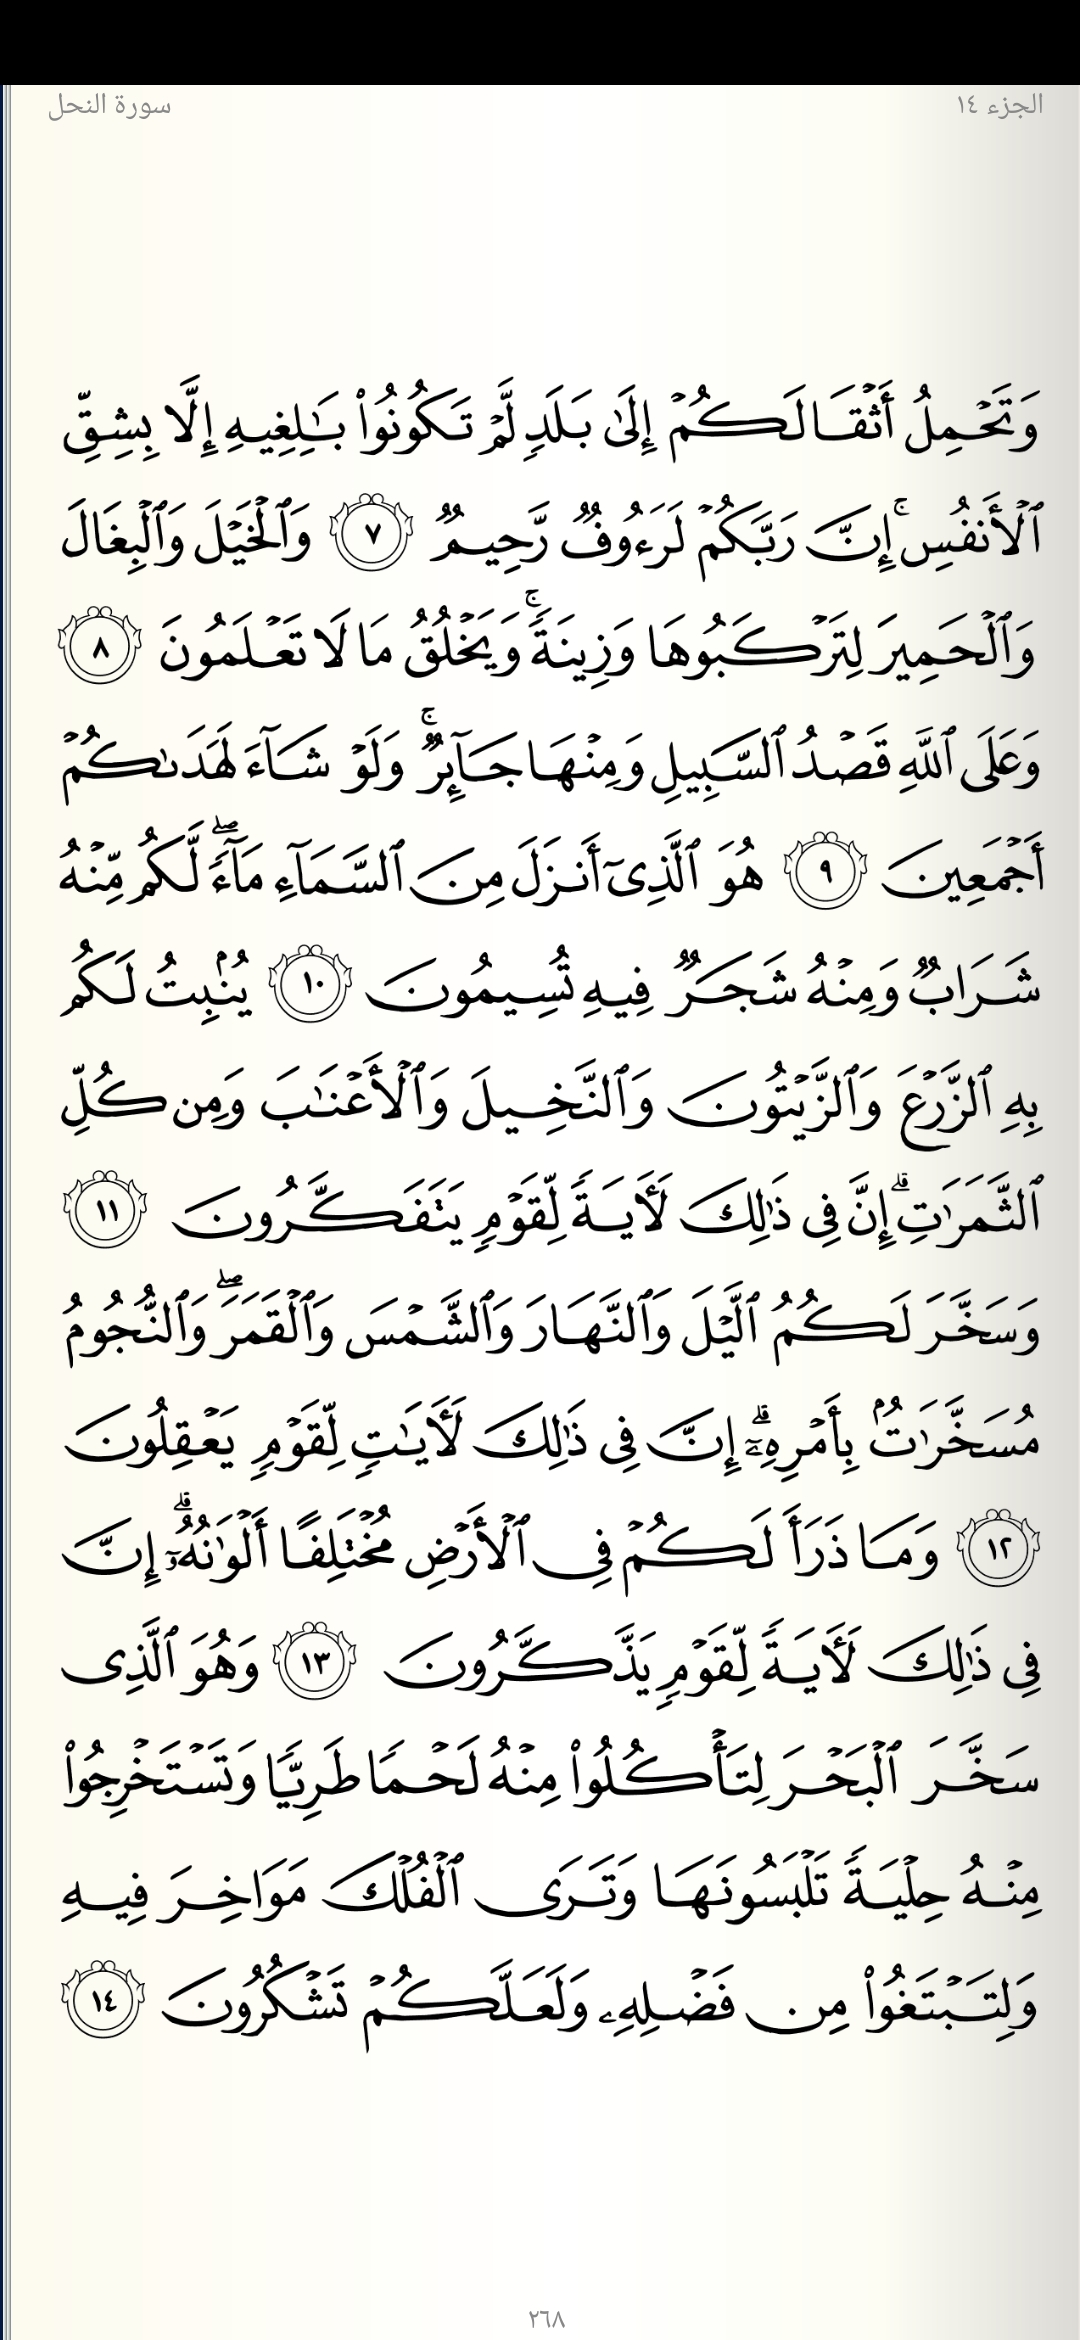 الجزء ١٤
سورة النحل
وَتَحۡمِلُ أَثۡقَالَكُمۡ إِلَىٰ بَلَدٖ لَّمۡ تَكُونُواْ بَٰلِغِيهِ إِلَّا بِشِقِّ
ٱلۡأَنفُسِۚ إِنَّ رَبَّكُمۡ لَرَءُوفٞ رَّحِيمٞ ٧ وَٱلۡخَيۡلَ وَٱلۡبِغَالَ
وَٱلۡحَمِيرَ لِتَرۡكَبُوهَا وَزِينَةٗۚ وَيَخۡلُقُ مَا لَا تَعۡلَمُونَ ٨
وَعَلَى ٱللَّهِ قَصۡدُ ٱلسَّبِيلِ وَمِنۡهَا جَآئِرٞۚ وَلَوۡ شَآءَ لَهَدَىٰكُمۡ
أَجۡمَعِينَ ٩ هُوَ ٱلَّذِيٓ أَنزَلَ مِنَ ٱلسَّمَآءِ مَآءٗۖ لَّكُم مِّنۡهُ
شَرَابٞ وَمِنۡهُ شَجَرٞ فِيهِ تُسِيمُونَ ١٠ يُنۢبِتُ لَكُم
بِهِ ٱلزَّرۡعَ وَٱلزَّيۡتُونَ وَٱلنَّخِيلَ وَٱلۡأَعۡنَٰبَ وَمِن كُلِّ
ٱلثَّمَرَٰتِۚ إِنَّ فِي ذَٰلِكَ لَأٓيَةٗ لِّقَوۡمٖ يَتَفَكَّرُونَ ١١
وَسَخَّرَ لَكُمُ ٱلَّيۡلَ وَٱلنَّهَارَ وَٱلشَّمۡسَ وَٱلۡقَمَرَۖ وَٱلنُّجُومُ
مُسَخَّرَٰتُۢ بِأَمۡرِهِۦٓۗ إِنَّ فِي ذَٰلِكَ لَأٓيَٰتٖ لِّقَوۡمٖ يَعۡقِلُونَ
١٢ وَمَا ذَرَأَ لَكُمۡ فِي ٱلۡأَرۡضِ مُخۡتَلِفًا أَلۡوَٰنُهُۥٓۗ إِنَّ
فِي ذَٰلِكَ لَأٓيَةٗ لِّقَوۡمٖ يَذَّكَّرُونَ ١٣ وَهُوَ ٱلَّذِي
سَخَّرَ ٱلۡبَحۡرَ لِتَأۡكُلُواْ مِنۡهُ لَحۡمٗا طَرِيّٗا وَتَسۡتَخۡرِجُواْ
مِنۡهُ حِلۡيَةٗ تَلۡبَسُونَهَا وَتَرَى ٱلۡفُلۡكَ مَوَاخِرَ فِيهِ
وَلِتَبۡتَغُواْ مِن فَضۡلِهِۦ وَلَعَلَّكُمۡ تَشۡكُرُونَ ١٤
٢٦٨